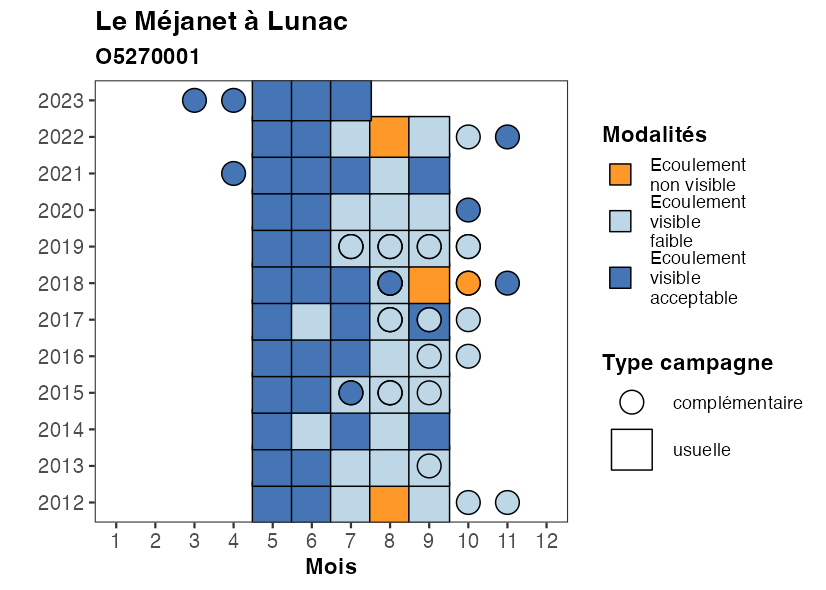 Le Méjanet à Lunac
O5270001
2023
2022
2021
2020
2019
2018
2017
2016
2015
2014
2013
2012
1 2 3 4 5 6 7 8 9 10 11 12
Mois
Modalités
Ecoulement
non visible
Ecoulement
visible
faible
Ecoulement
visible
acceptable
Type campagne
complémentaire
usuelle